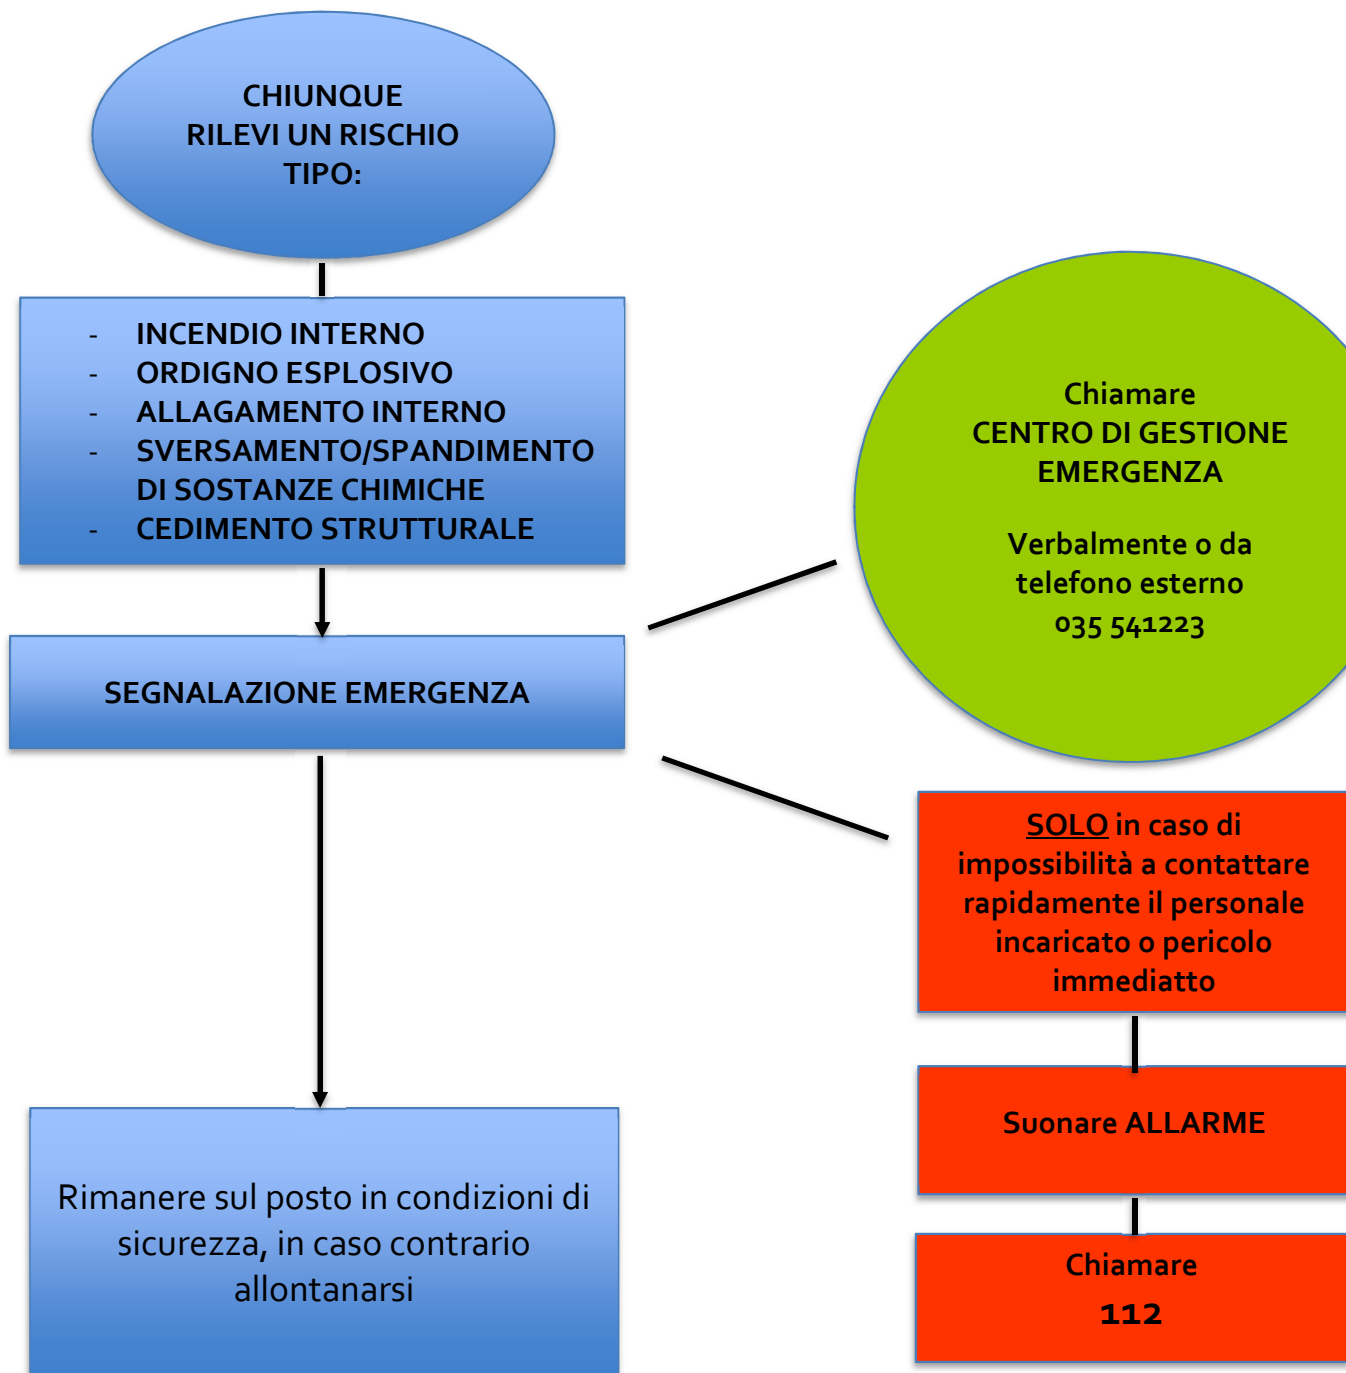 CHIUNQUE
RILEVI UN RISCHIO
TIPO:
- INCENDIO INTERNO
- ORDIGNO ESPLOSIVO
- ALLAGAMENTO INTERNO
- SVERSAMENTO/SPANDIMENTO
DI SOSTANZE CHIMICHE
- CEDIMENTO STRUTTURALE
SEGNALAZIONE EMERGENZA
Chiamare
CENTRO DI GESTIONE
EMERGENZA
Verbalmente o da
telefono esterno
035 541223
SOLO in caso di
impossibilità a contattare
rapidamente il personale
incaricato o pericolo
immediatto
Suonare ALLARME
Chiamare
112
Rimanere sul posto in condizioni di
sicurezza, in caso contrario
allontanarsi